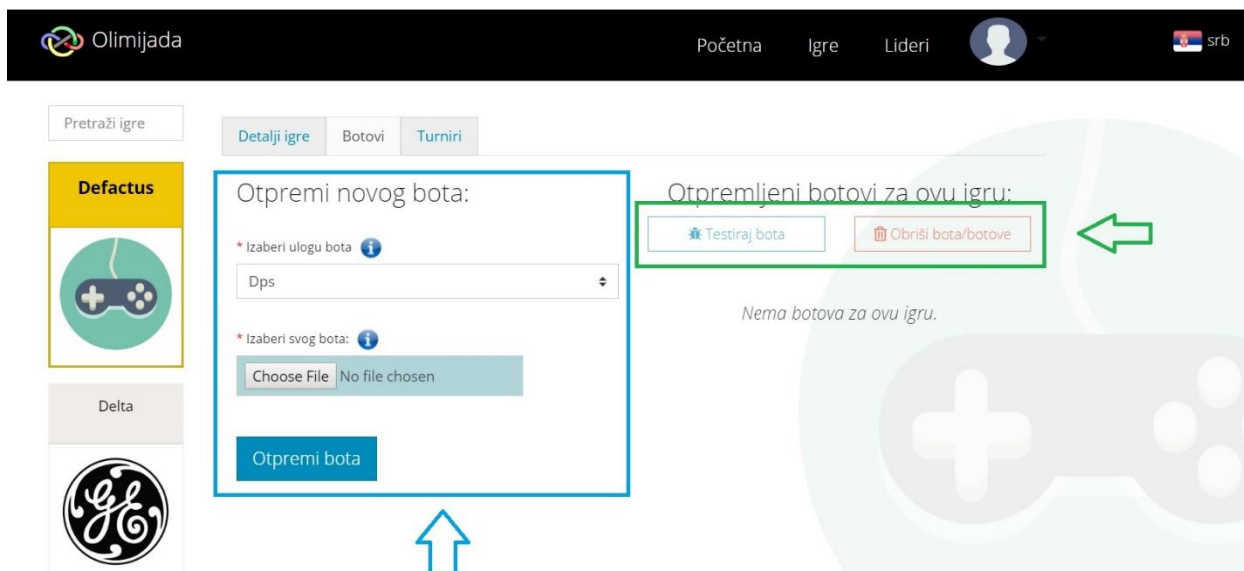 Olimijada
Početna Igre Lideri srb
Pretraži igre
Detalji igre Botovi Turniri
Defactus
Otpremi novog bota:
* Izaberi ulogu bota
Dps
* Izaberi svog bota:
Choose File No file chosen
Otpremi bota
Otpremljeni botovi za ovu igru:
Testiraj bota Obriši bota/botove
Nema botova za ovu igru.
Delta
GE